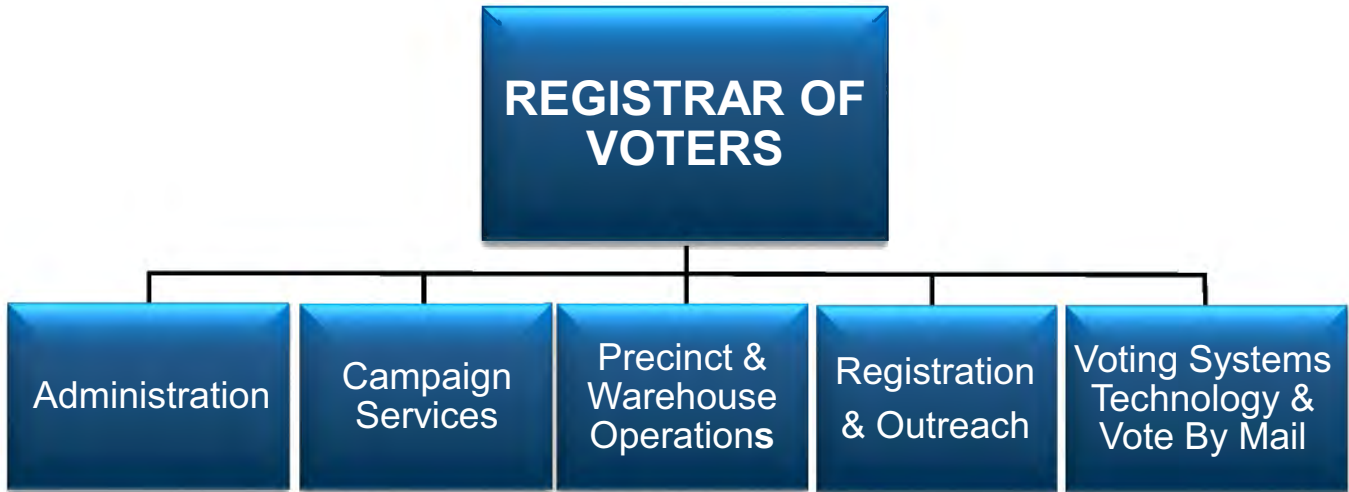 REGISTRAR OF
VOTERS
Administration
Campaign
Services
Precinct &
Warehouse
Operations
Registration
& Outreach
Voting Systems
Technology &
Vote By Mail